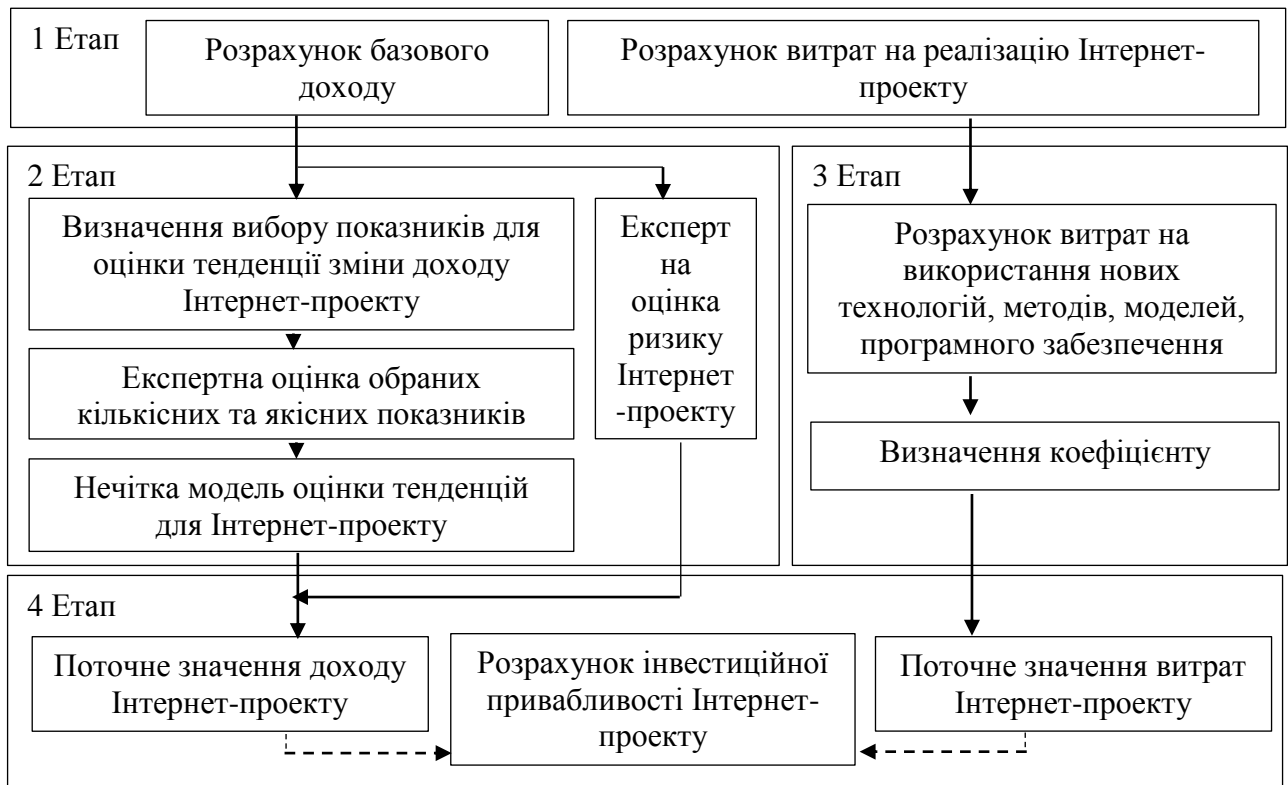 1 Етап
Розрахунок базового
доходу
Розрахунок витрат на реалізацію Інтернет-
проекту
2 Етап
Визначення вибору показників для
оцінки тенденції зміни доходу
Інтернет-проекту
Експертна оцінка обраних
кількісних та якісних показників
Нечітка модель оцінки тенденцій
для Інтернет-проекту
Експерт
на
оцінка
ризику
Інтернет
-проекту
3 Етап
Розрахунок витрат на
використання нових
технологій, методів, моделей,
програмного забезпечення
Визначення коефіцієнту
4 Етап
Поточне значення доходу
Інтернет-проекту
Розрахунок інвестиційної
привабливості Інтернет-
проекту
Поточне значення витрат
Інтернет-проекту